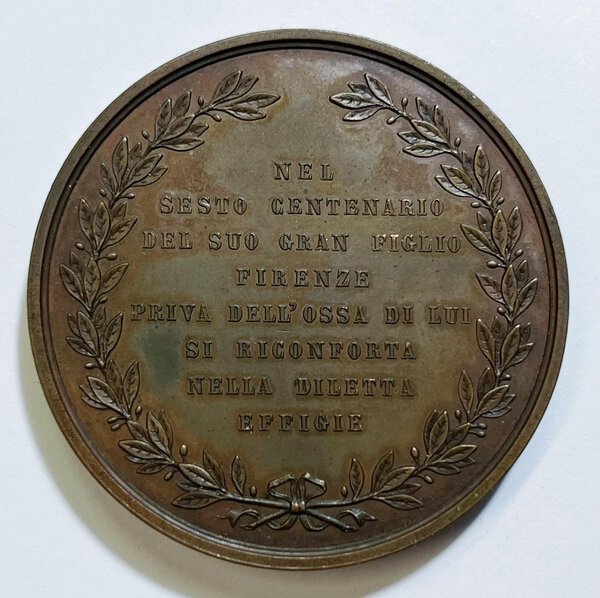 NEL
SESTO CENTENARIO
DEL SUO GRAN FIGLIO
FIRENZE
PRIVA DELL'OSSA DI LUI
SI RICONFORTA
NELLA DILETTA
EFFIGIE